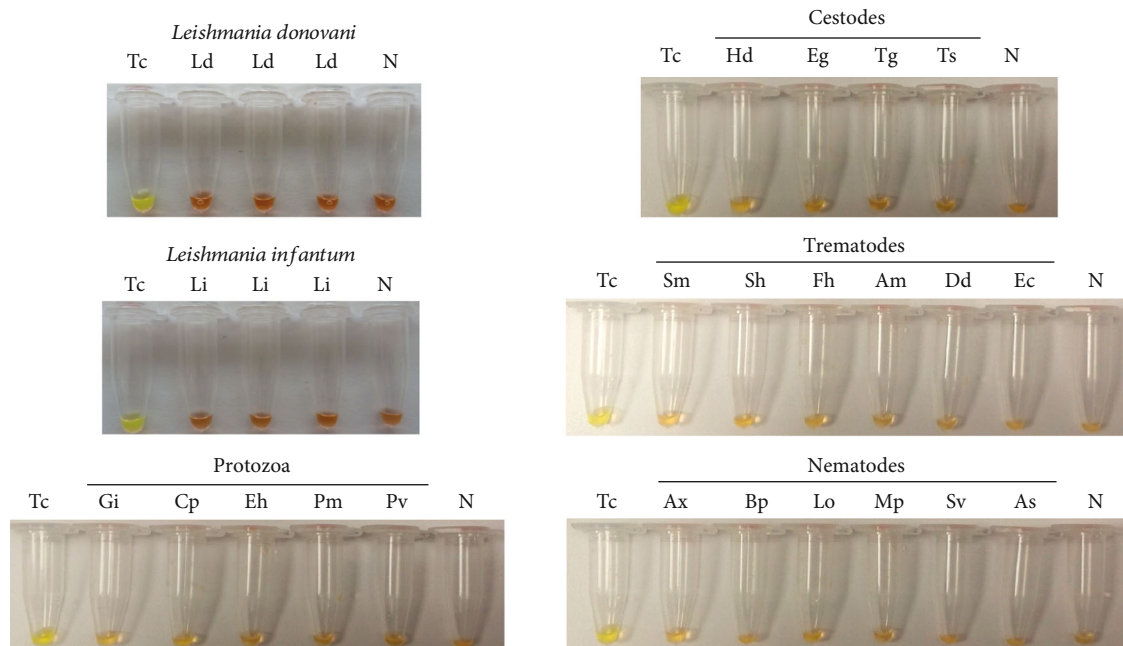 Leishmania donovani
Tc Ld Ld Ld N
Leishmania infantum
Tc Li Li Li N
Protozoa
Tc Gi Cp Eh Pm Pv N
Cestodes
Tc Hd Eg Tg Ts N
Trematodes
Tc Sm Sh Fh Am Dd Ec N
Nematodes
Tc Ax Bp Lo Mp Sv As N